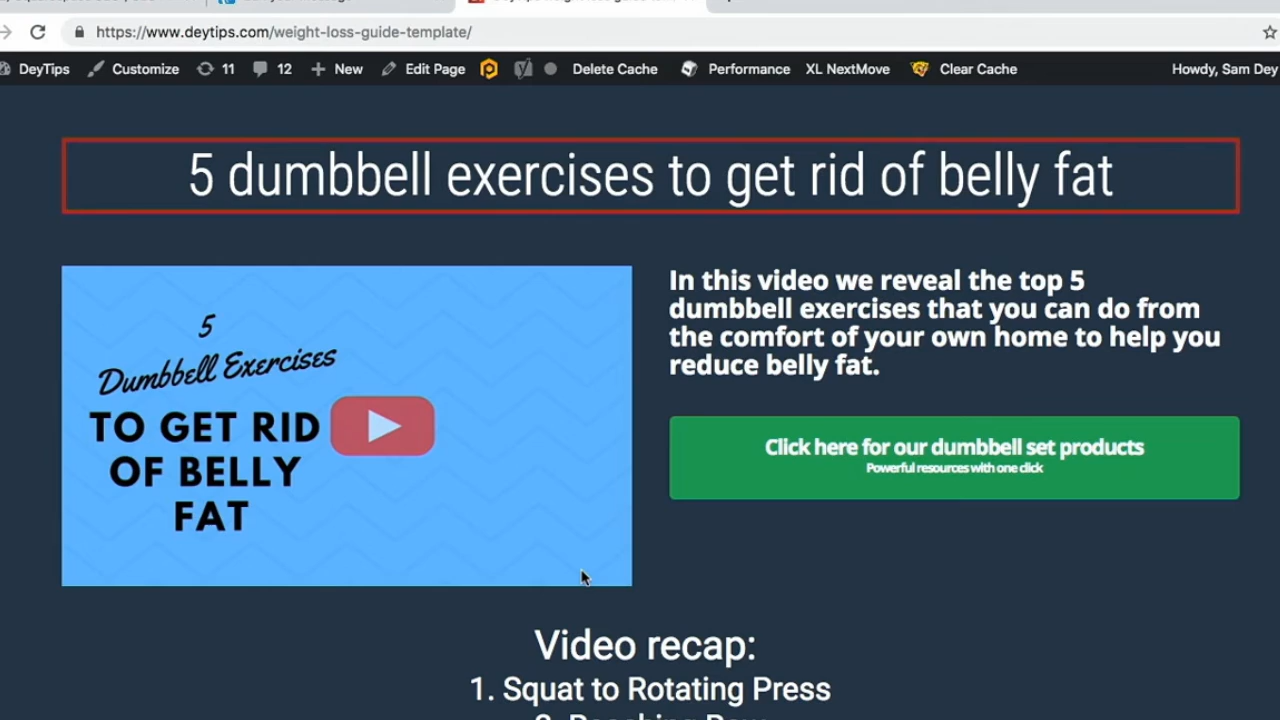 https://www.deytips.com/weight-loss-guide-template/
DeyTips Customize 11 12 New Edit Page Delete Cache Performance XL NextMove Clear Cache Howdy, Sam Dey
5 dumbbell exercises to get rid of belly fat
5
Dumbbell Exercises
TO GET RID
OF BELLY
FAT
In this video we reveal the top 5
dumbbell exercises that you can do from
the comfort of your own home to help you
reduce belly fat.
Click here for our dumbbell set products
Powerful resources with one click
Video recap:
1. Squat to Rotating Press